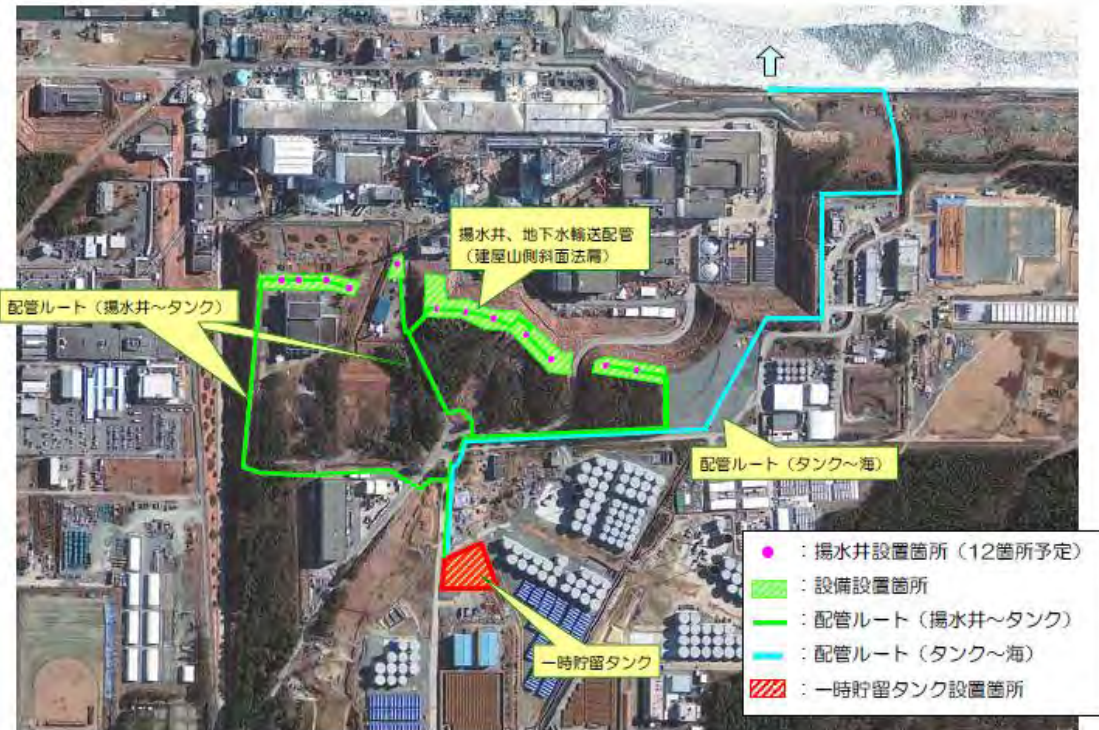 揚水井、地下水輸送配管
（建屋山側斜面法肩）
配管ルート（揚水井～タンク）
配管ルート（タンク～海）
一時貯留タンク
：揚水井設置箇所（12箇所予定）
：設備設置箇所
：配管ルート（揚水井～タンク）
：配管ルート（タンク～海）
：一時貯留タンク設置箇所